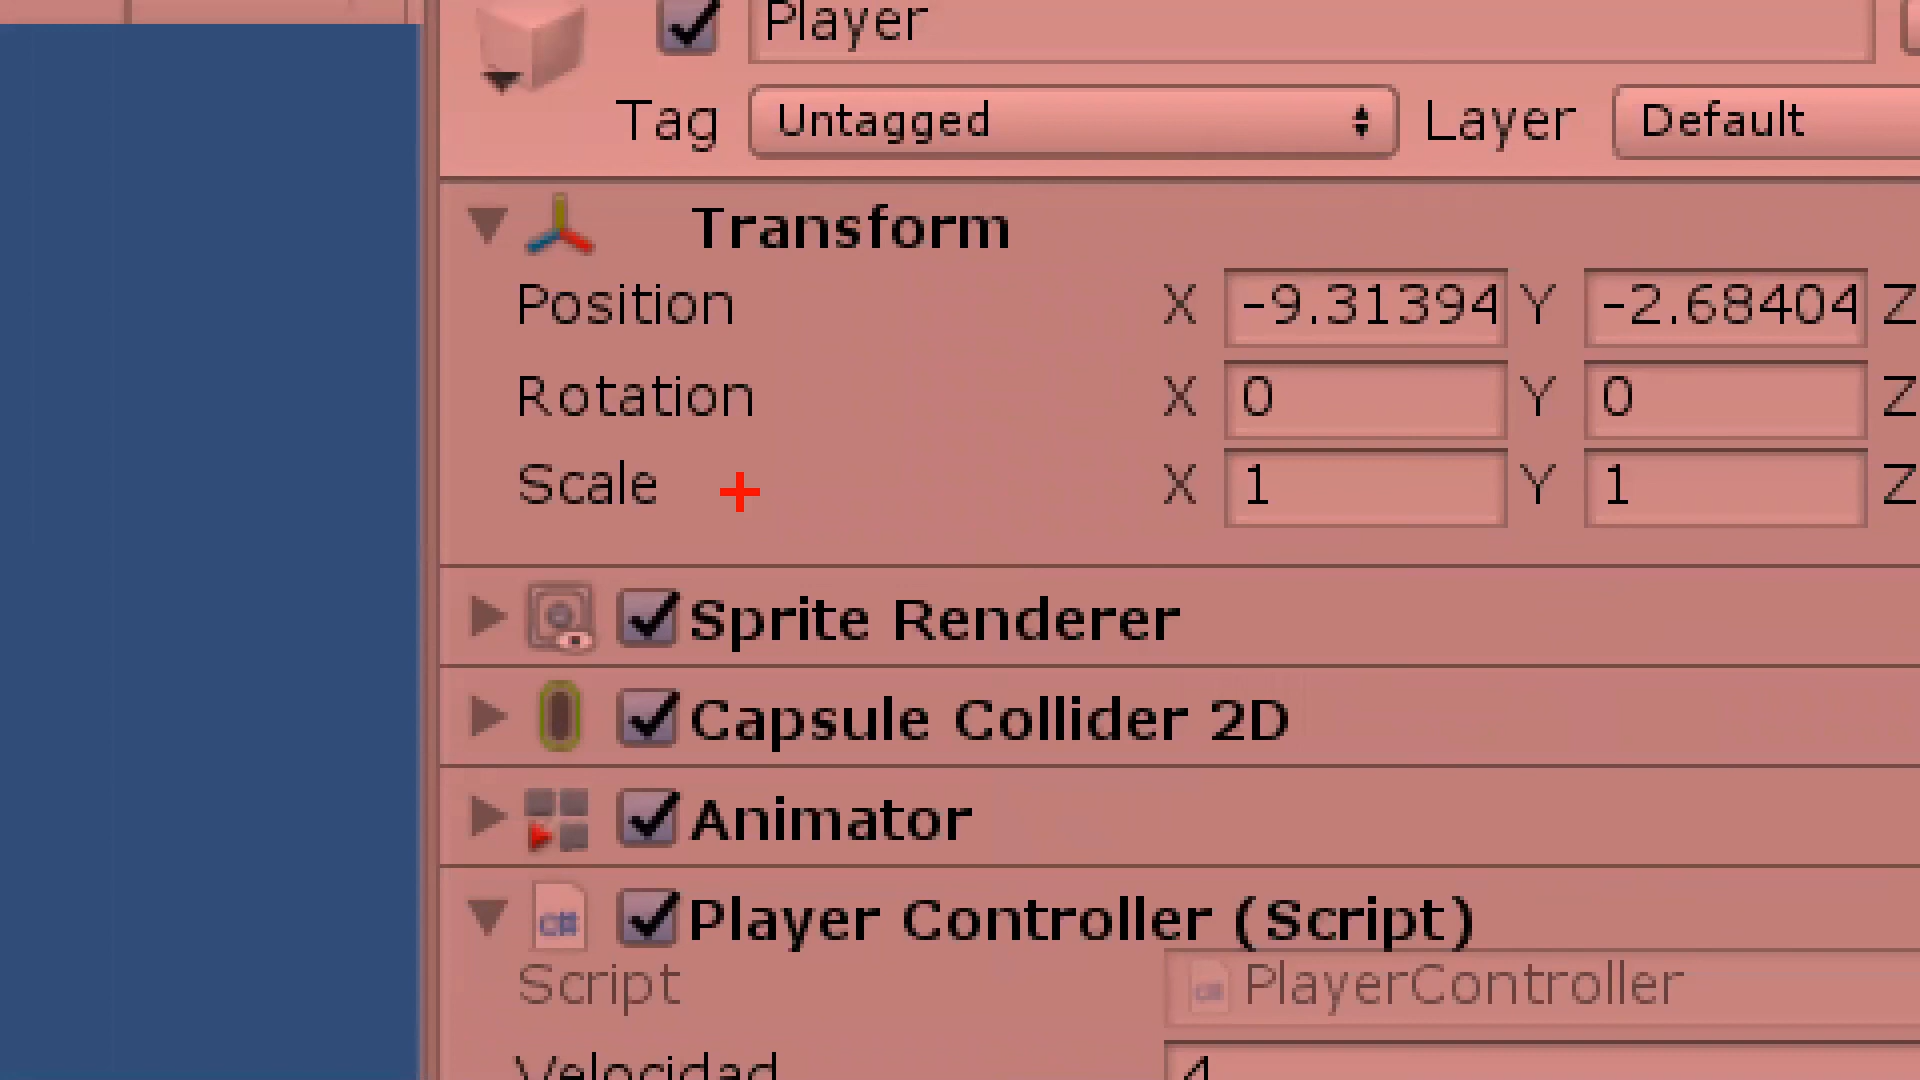 Player
Tag Untagged Layer Default
Transform
Position X -9.31394 Y -2.68404 Z
Rotation X 0 Y 0 Z
Scale X 1 Y 1 Z
Sprite Renderer
Capsule Collider 2D
Animator
Player Controller (Script)
Script PlayerController
Velocidad 4